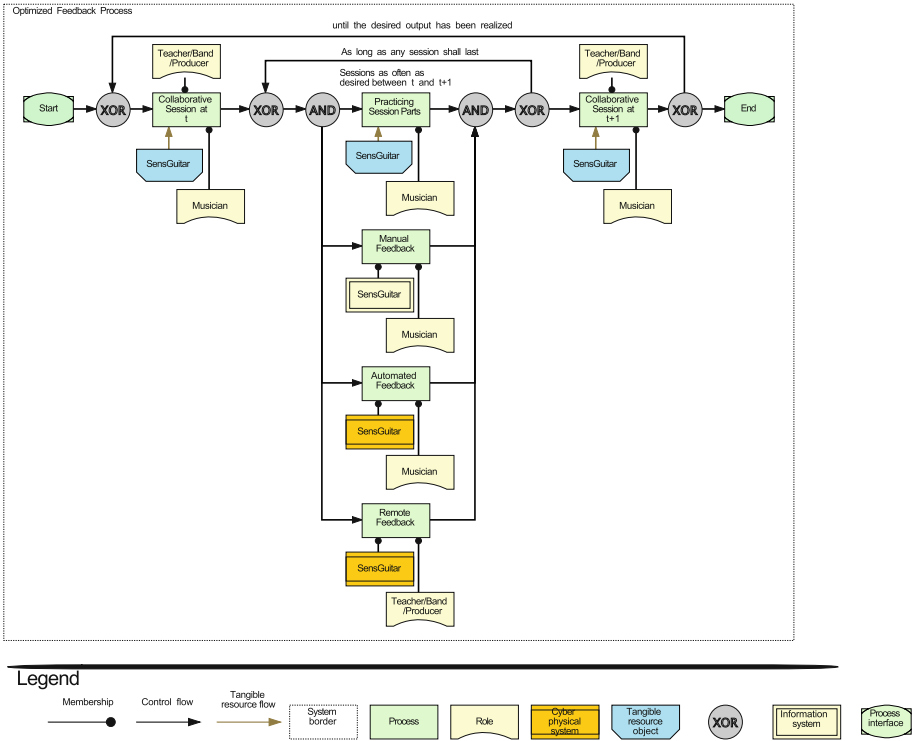 Optimized Feedback Process
until the desired output has been realized
As long as any session shall last
Teacher/Band
/Producer
Sessions as often as
desired between t and t+1
Teacher/Band
/Producer
Start
XOR
Collaborative
Session at
t
XOR
AND
Practicing
Session Parts
AND
XOR
Collaborative
Session at
t+1
XOR
End
SensGuitar
SensGuitar
SensGuitar
Musician
Musician
Musician
Manual
Feedback
SensGuitar
Musician
Automated
Feedback
SensGuitar
Musician
Remote
Feedback
SensGuitar
Teacher/Band
/Producer
Legend
Membership
Control flow
Tangible
resource flow
System
border
Process
Role
Cyber
physical
system
Tangible
resource
object
XOR
Information
system
Process
interface